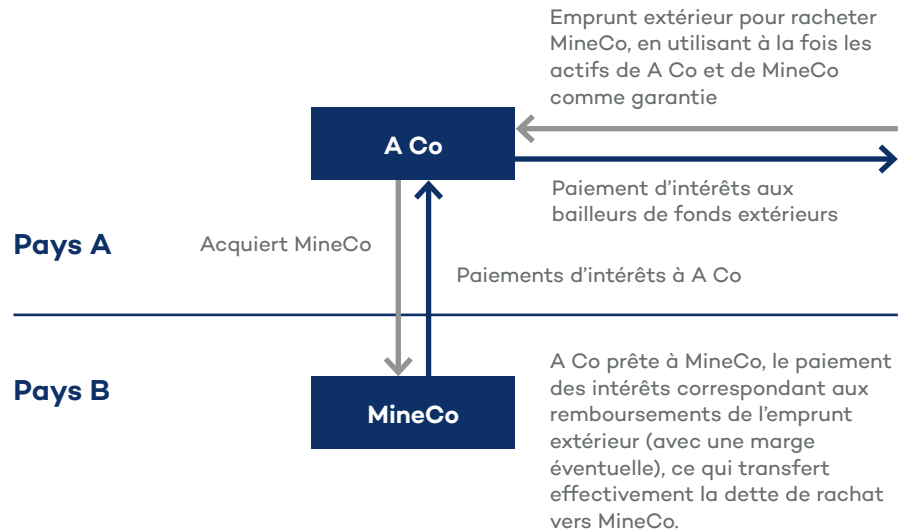 Emprunt extérieur pour racheter
MineCo, en utilisant à la fois les
actifs de A Co et de MineCo
comme garantie
A Co
Paiement d'intérêts aux
bailleurs de fonds extérieurs
Pays A
Acquiert MineCo
Paiements d'intérêts à A Co
Pays B
MineCo
A Co prête à MineCo, le paiement
des intérêts correspondant aux
remboursements de l'emprunt
extérieur (avec une marge
éventuelle), ce qui transfert
effectivement la dette de rachat
vers MineCo.